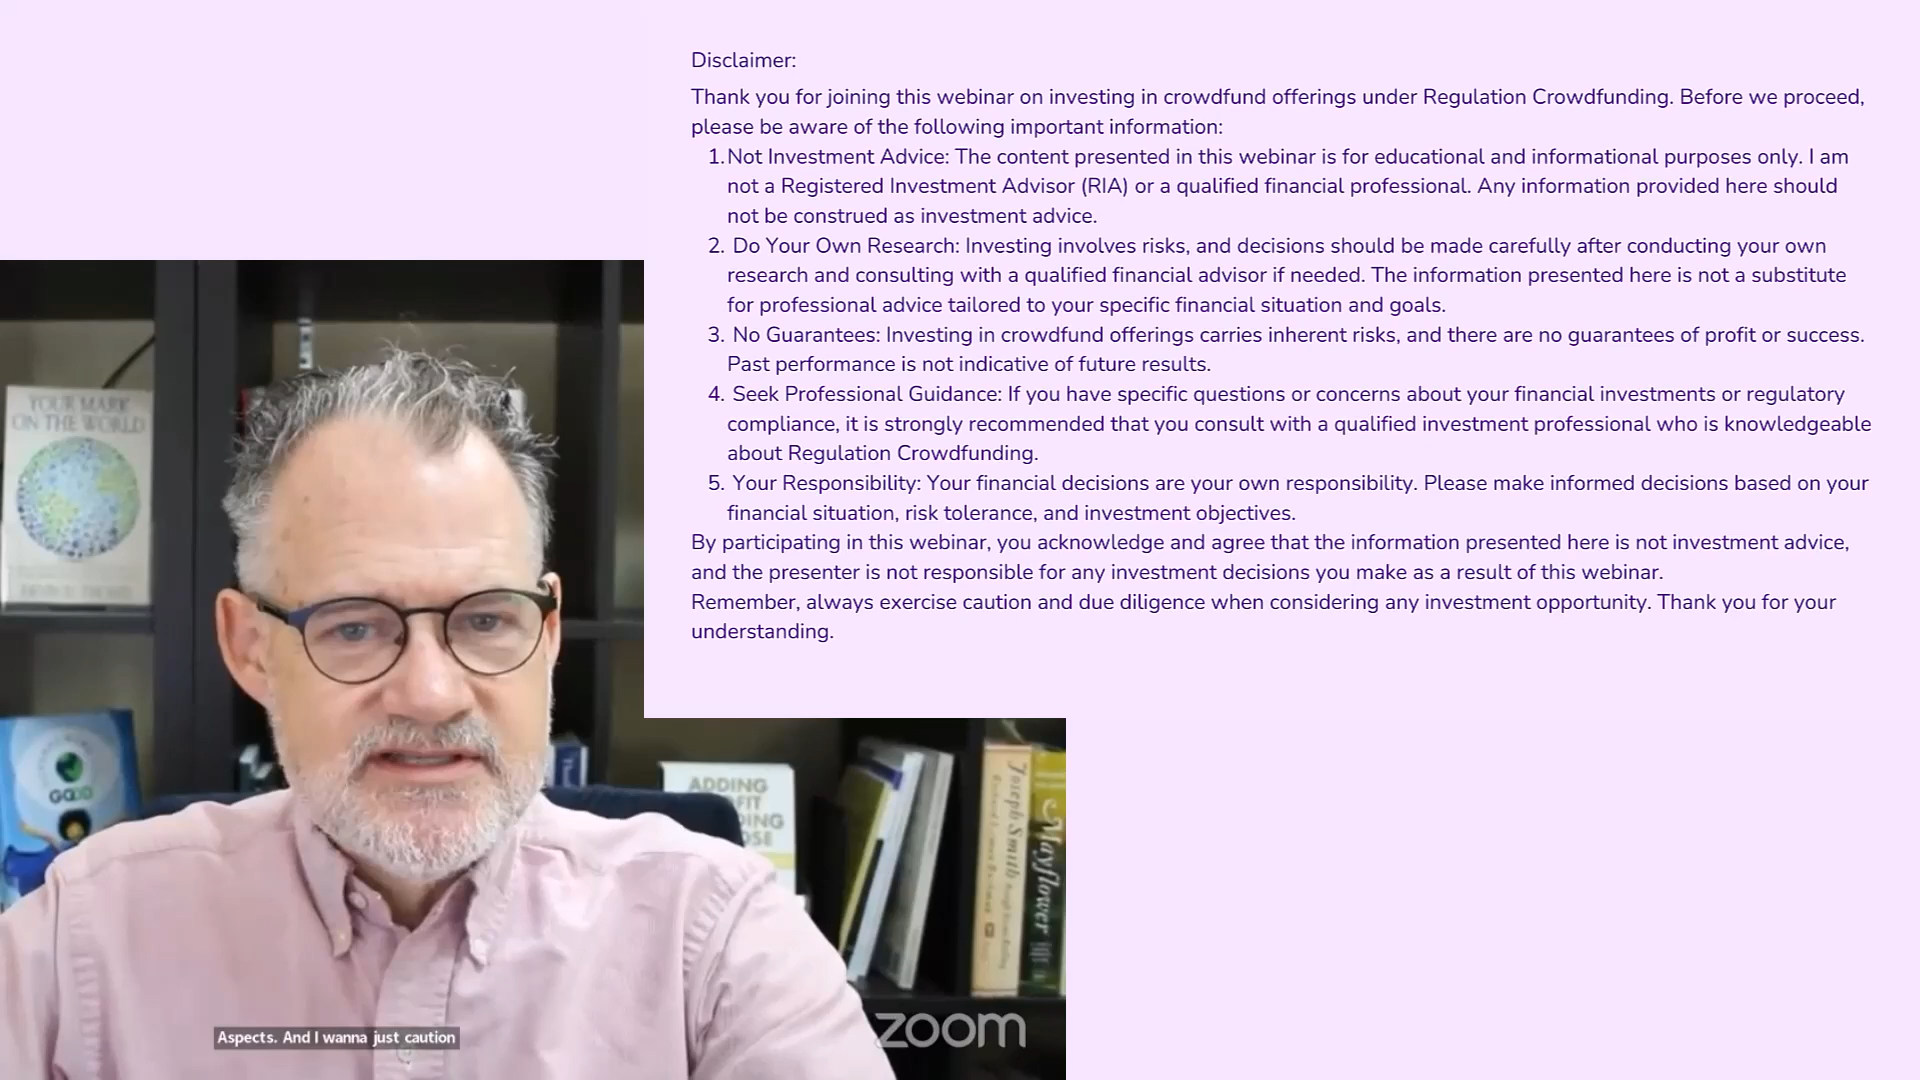 Disclaimer:
Thank you for joining this webinar on investing in crowdfund offerings under Regulation Crowdfunding. Before we proceed,
please be aware of the following important information:
1.Not Investment Advice: The content presented in this webinar is for educational and informational purposes only. I am
not a Registered Investment Advisor (RIA) or a qualified financial professional. Any information provided here should
not be construed as investment advice.
2. Do Your Own Research: Investing involves risks, and decisions should be made carefully after conducting your own
research and consulting with a qualified financial advisor if needed. The information presented here is not a substitute
for professional advice tailored to your specific financial situation and goals.
3. No Guarantees: Investing in crowdfund offerings carries inherent risks, and there are no guarantees of profit or success.
Past performance is not indicative of future results.
4. Seek Professional Guidance: If you have specific questions or concerns about your financial investments or regulatory
compliance, it is strongly recommended that you consult with a qualified investment professional who is knowledgeable
about Regulation Crowdfunding.
5. Your Responsibility: Your financial decisions are your own responsibility. Please make informed decisions based on your
financial situation, risk tolerance, and investment objectives.
By participating in this webinar, you acknowledge and agree that the information presented here is not investment advice,
and the presenter is not responsible for any investment decisions you make as a result of this webinar.
Remember, always exercise caution and due diligence when considering any investment opportunity. Thank you for your
understanding.
YOUR MARK
ON THE WORLD
GOOD
ADDING
Joseph Smith
Mayflower
Aspects. And I wanna just caution
zoom